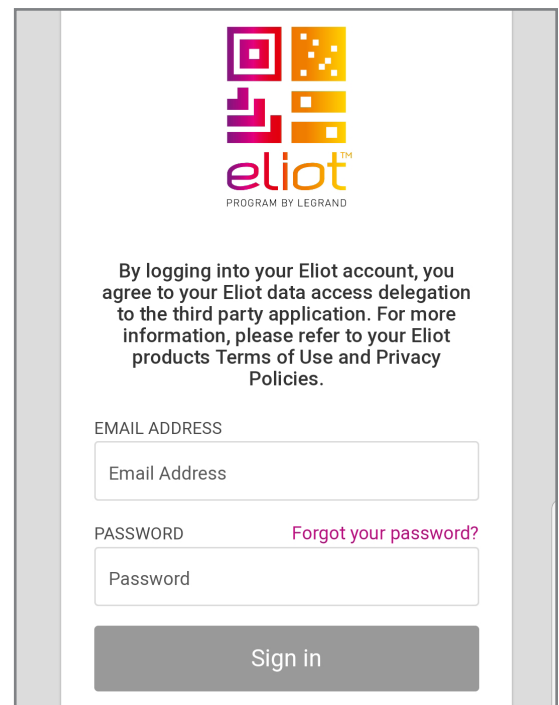 eliot™
PROGRAM BY LEGRAND
By logging into your Eliot account, you
agree to your Eliot data access delegation
to the third party application. For more
information, please refer to your Eliot
products Terms of Use and Privacy
Policies.
EMAIL ADDRESS
Email Address
PASSWORD Forgot your password?
Password
Sign in